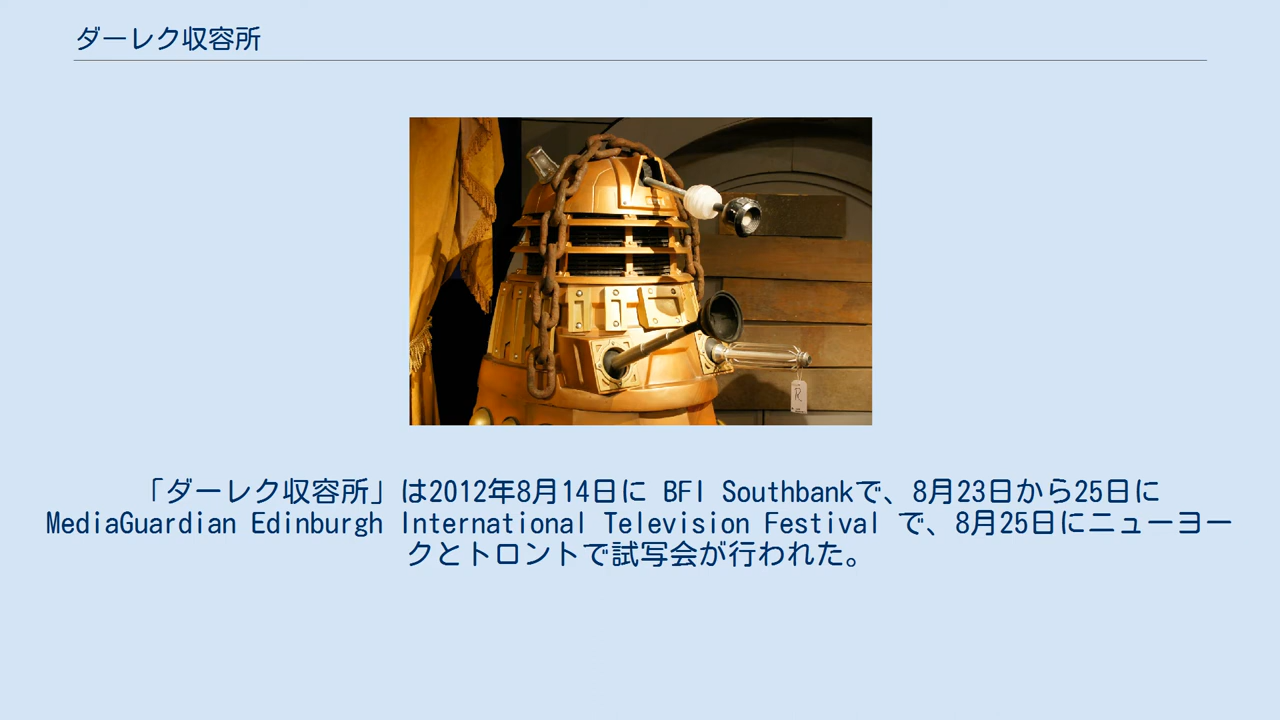 ダーレク収容所
「ダーレク収容所」は2012年8月14日に BFI Southbankで、8月23日から25日に
MediaGuardian Edinburgh International Television Festival で、8月25日にニューヨー
クとトロントで試写会が行われた。